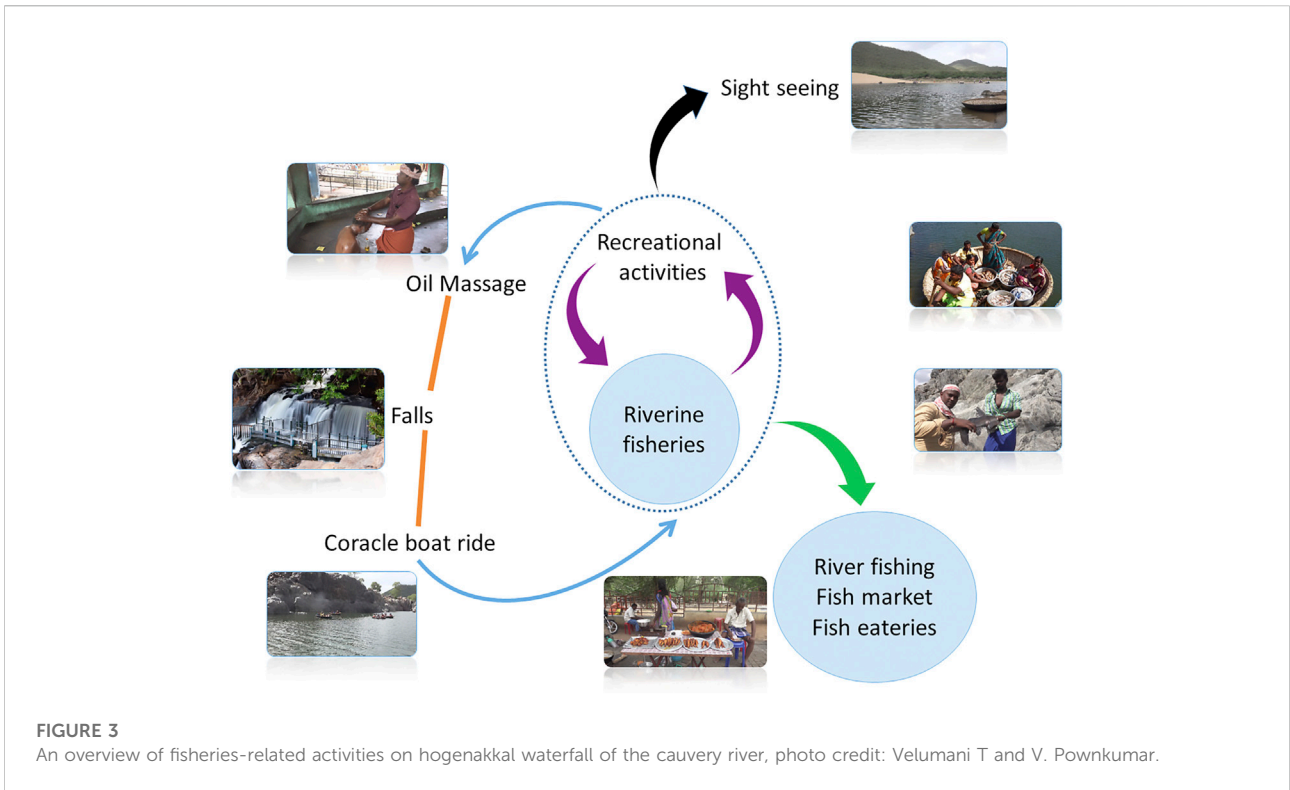 Sight seeing
Recreational
activities
Oil Massage
Riverine
fisheries
Falls
Coracle boat ride
River fishing
Fish market
Fish eateries
FIGURE 3
An overview of fisheries-related activities on hogenakkal waterfall of the cauvery river, photo credit: Velumani T and V. Pownkumar.